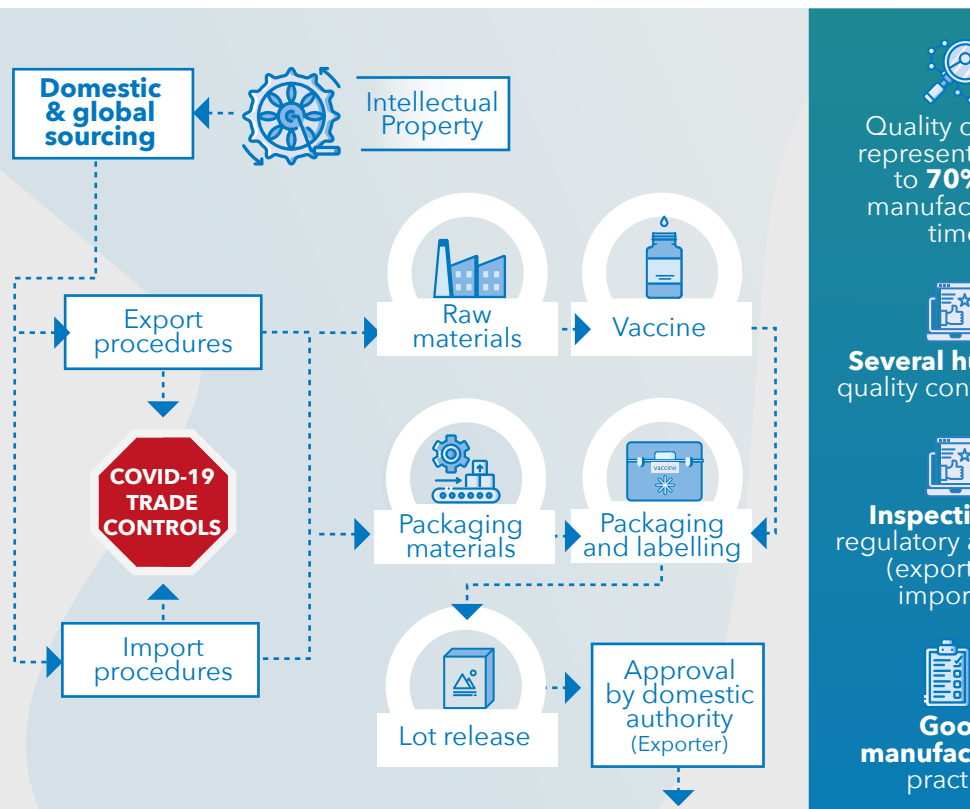 Domestic
& global
sourcing
Intellectual
Property
Export
procedures
Raw
materials
Vaccine
COVID-19
TRADE
CONTROLS
Packaging
materials
vaccine
Packaging
and labelling
Import
procedures
Lot release
Approval
by domestic
authority
(Exporter)
Quality
represent
to 70%
manufac
time
Several
quality
Inspecti
regulatory
(export
impor
Goo
manufac
pract